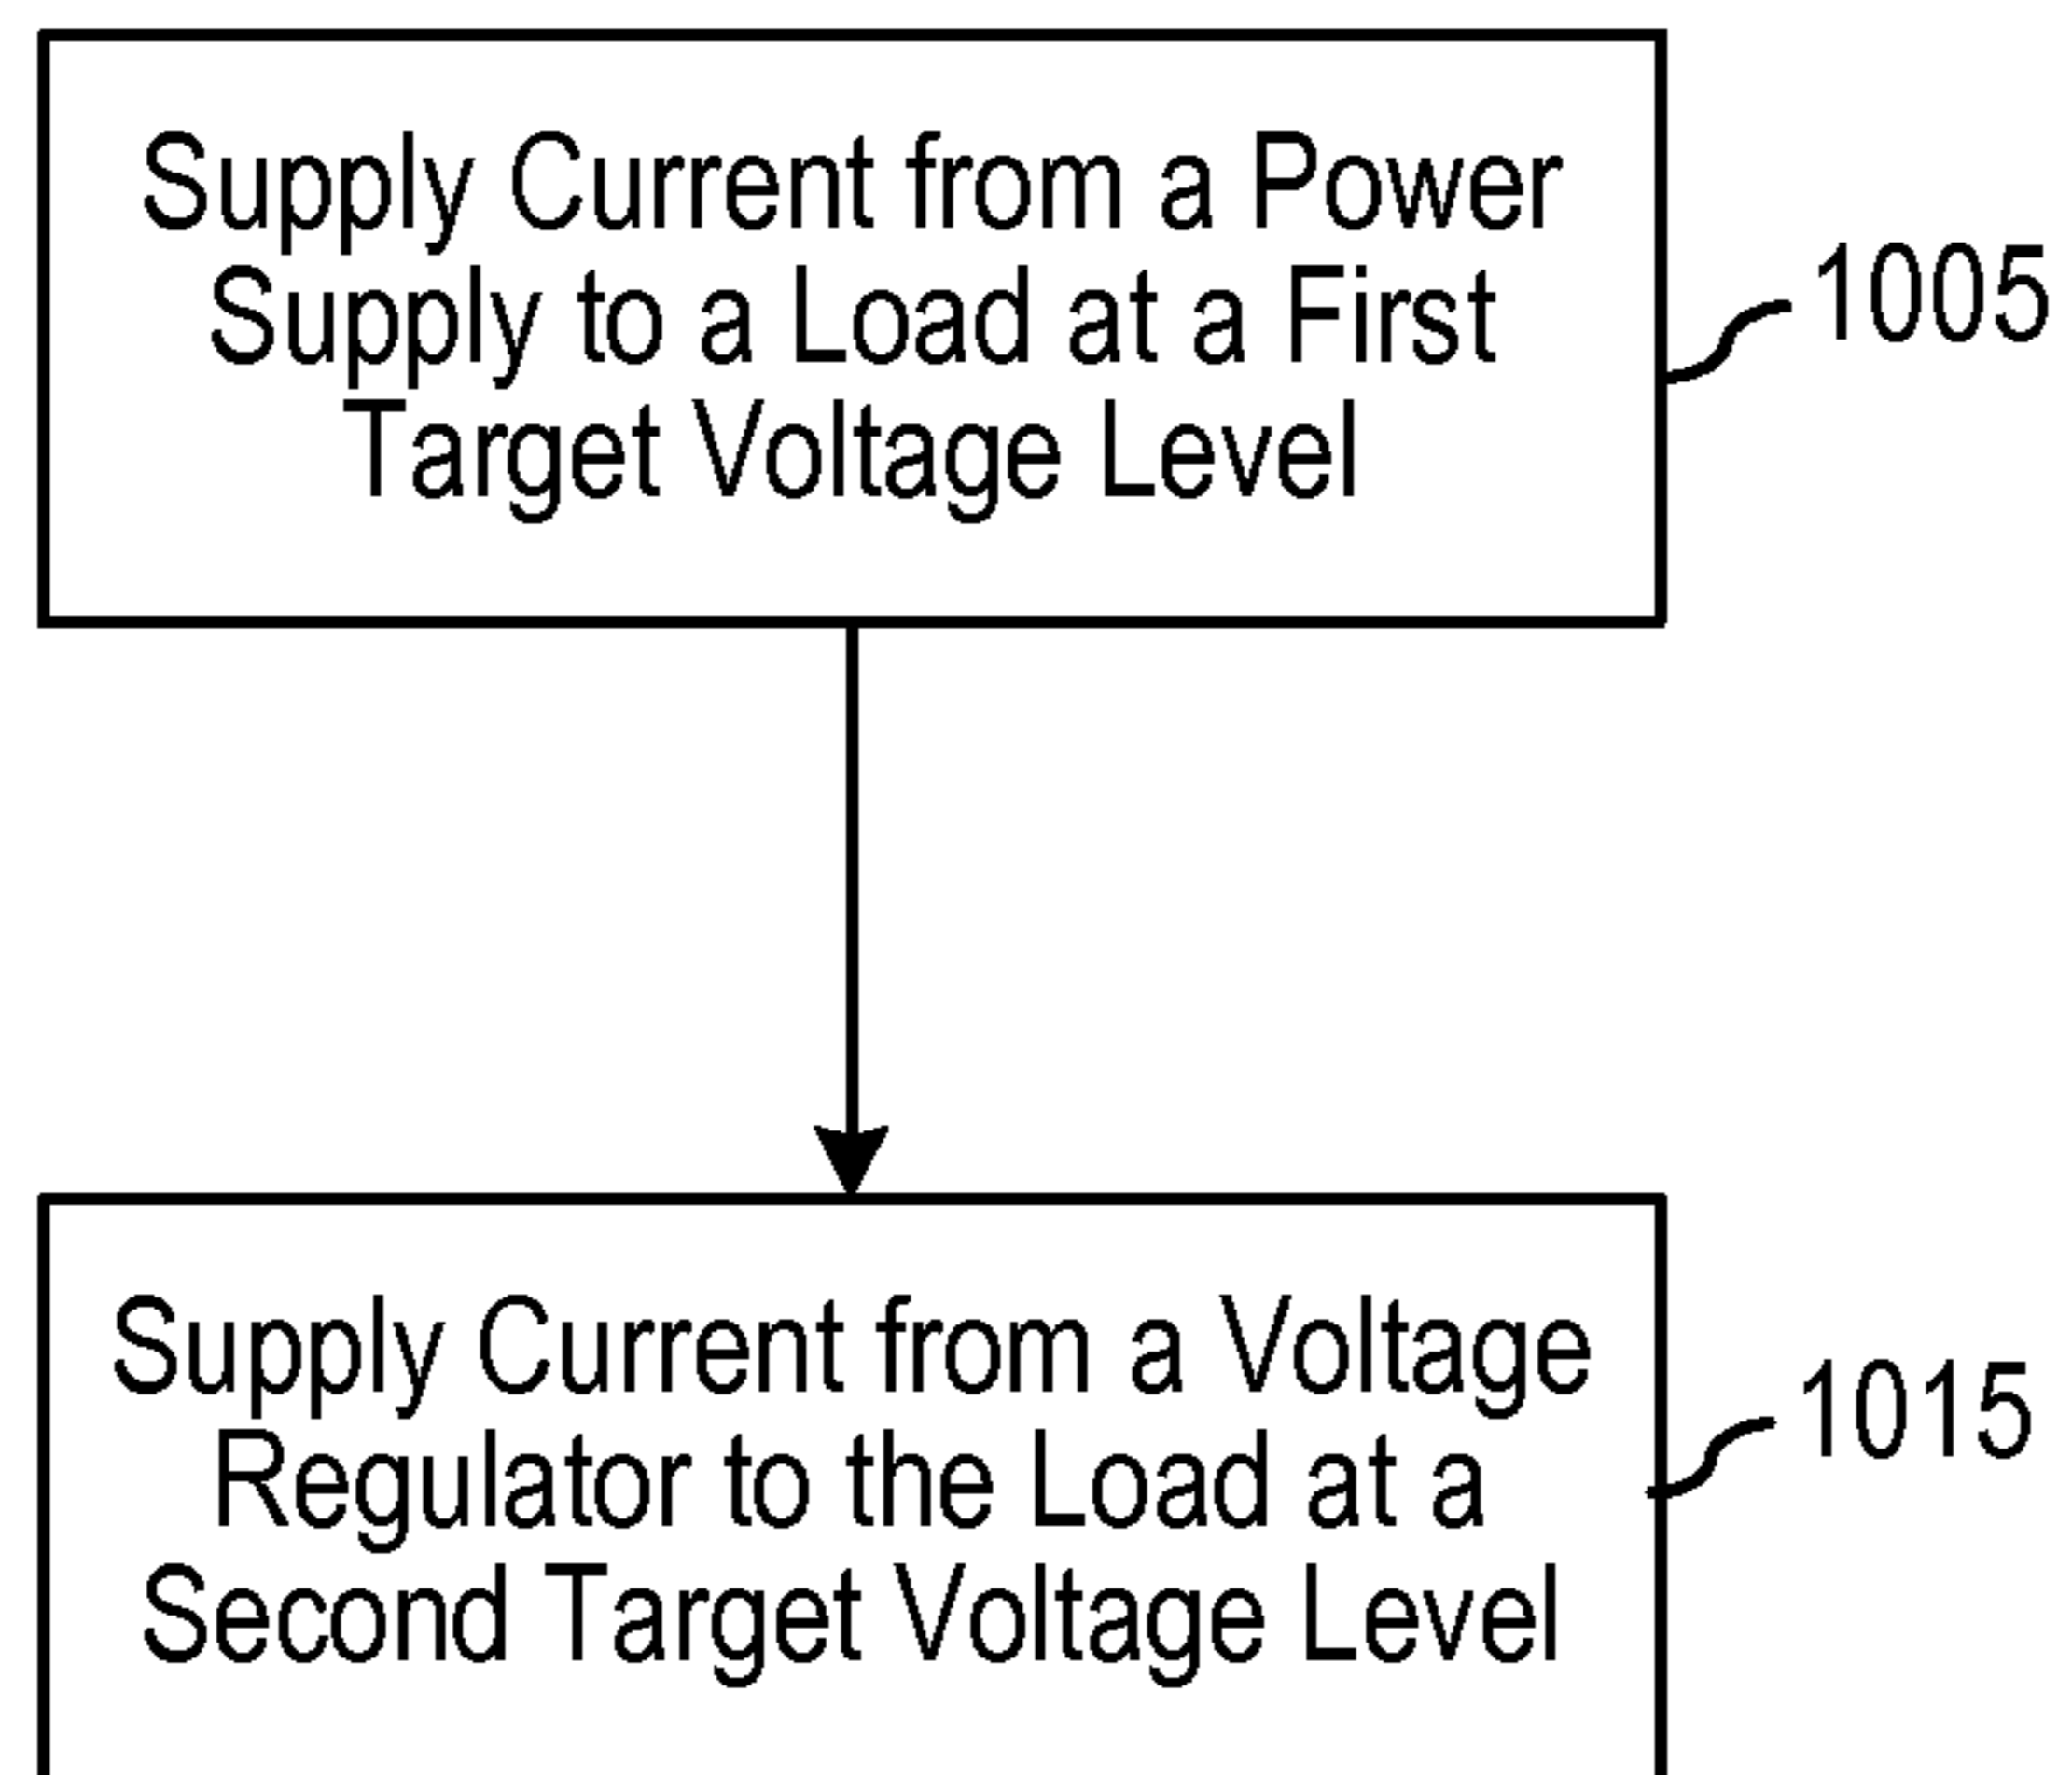 Supply Current from a Power
Supply to a Load at a First
Target Voltage Level
1005
Supply Current from a Voltage
Regulator to the Load at a
Second Target Voltage Level
1015